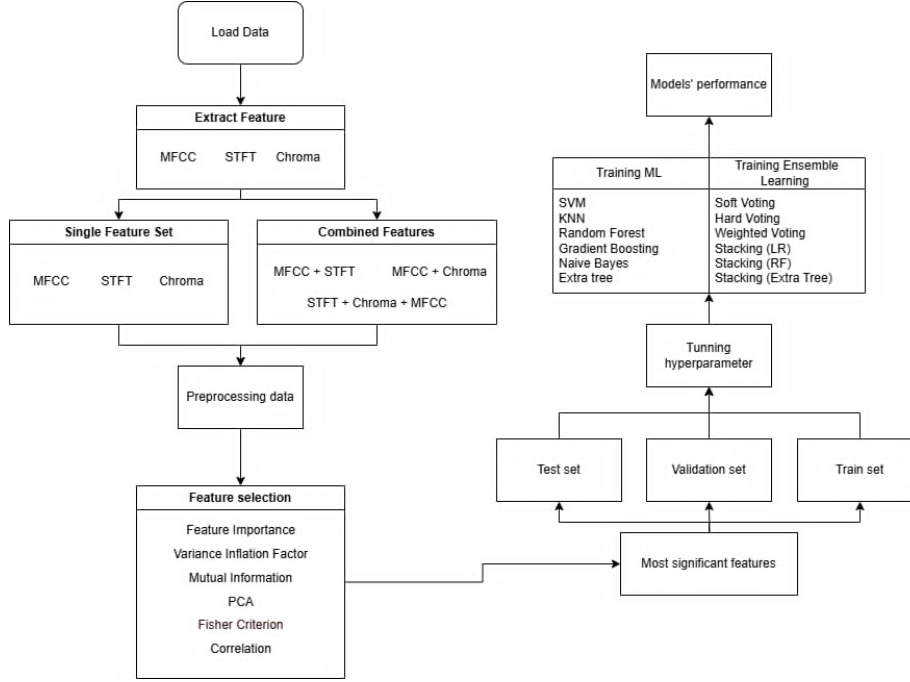 Load Data
Extract Feature
MFCC STFT Chroma
Single Feature Set
MFCC STFT Chroma
Combined Features
MFCC + STFT MFCC + Chroma
STFT + Chroma + MFCC
Preprocessing data
Feature selection
Feature Importance
Variance Inflation Factor
Mutual Information
PCA
Fisher Criterion
Correlation
Most significant features
Test set
Validation set
Train set
Tunning
hyperparameter
Training ML
SVM
KNN
Random Forest
Gradient Boosting
Naive Bayes
Extra tree
Training Ensemble
Learning
Soft Voting
Hard Voting
Weighted Voting
Stacking (LR)
Stacking (RF)
Stacking (Extra Tree)
Models' performance